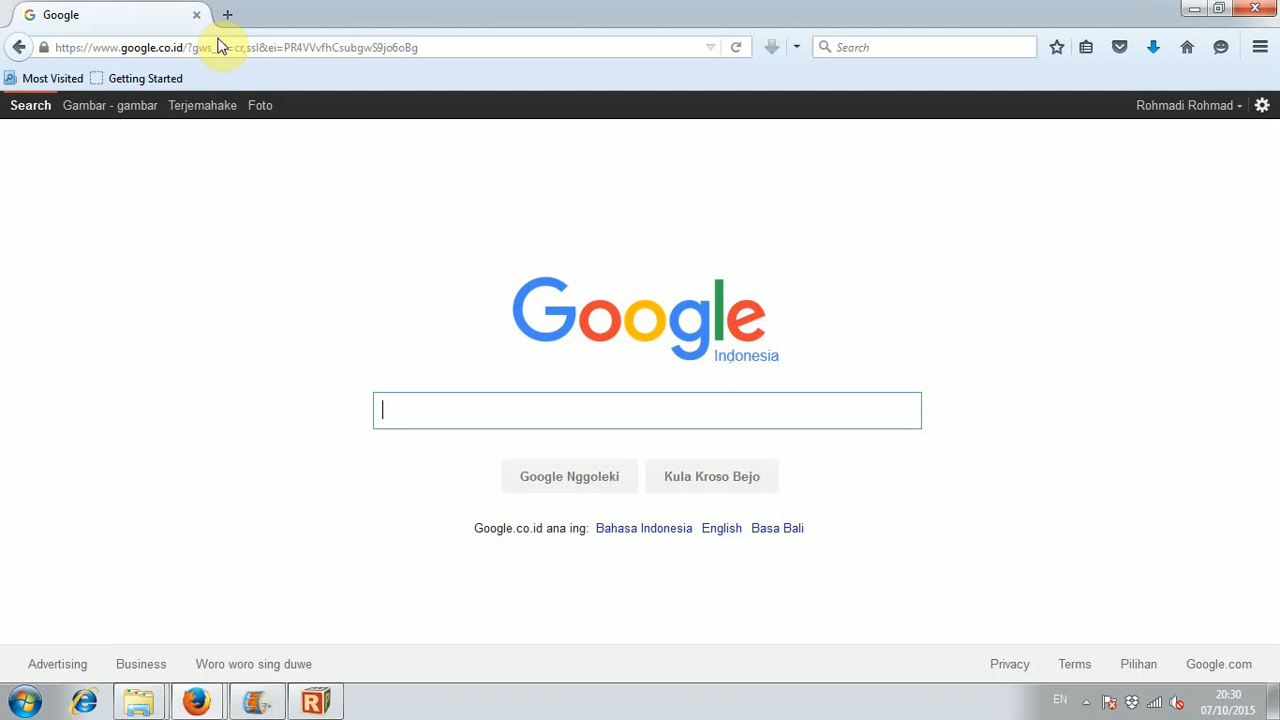 Google
https://www.google.co.id/?gws_
cr,ssl&ei=PR4VVvfhCsubgwS9jo6oBg
Search
Most Visited
Getting Started
Search Gambar - gambar Terjemahake Foto
Rohmadi Rohmad
Google
Indonesia
Google Nggoleki
Kula Kroso Bejo
Google.co.id ana ing: Bahasa Indonesia English Basa Bali
Advertising Business Woro woro sing duwe
Privacy Terms Pilihan Google.com
EN
20:30
07/10/2015